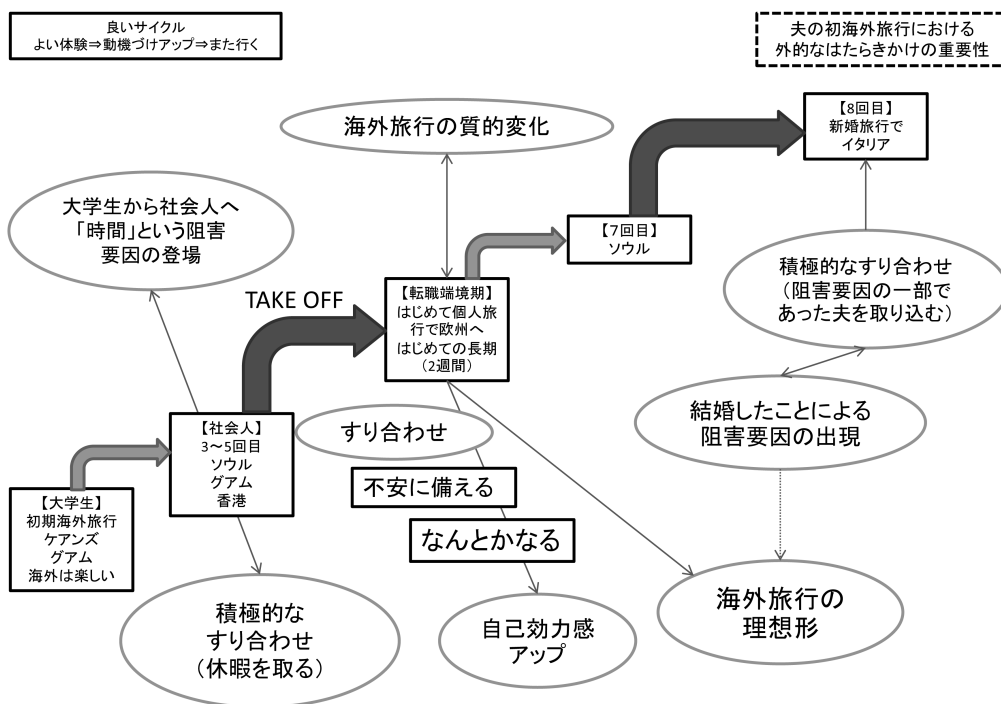 良いサイクル
よい体験⇒動機づけアップ⇒また行く
夫の初海外旅行における
外的なはたらきかけの重要性
【8回目】
新婚旅行で
イタリア
海外旅行の質的変化
大学生から社会人へ
「時間」という阻害
要因の登場
【7回目】
ソウル
積極的なすり合わせ
（阻害要因の一部で
あった夫を取り込む）
TAKE OFF
【転職端境期】
はじめて個人旅
行で欧州へ
はじめての長期
（2週間）
【社会人】
3～5回目
ソウル
グアム
香港
すり合わせ
結婚したことによる
阻害要因の出現
不安に備える
【大学生】
初期海外旅行
ケアンズ
グアム
海外は楽しい
なんとかなる
積極的な
すり合わせ
（休暇を取る）
自己効力感
アップ
海外旅行の
理想形